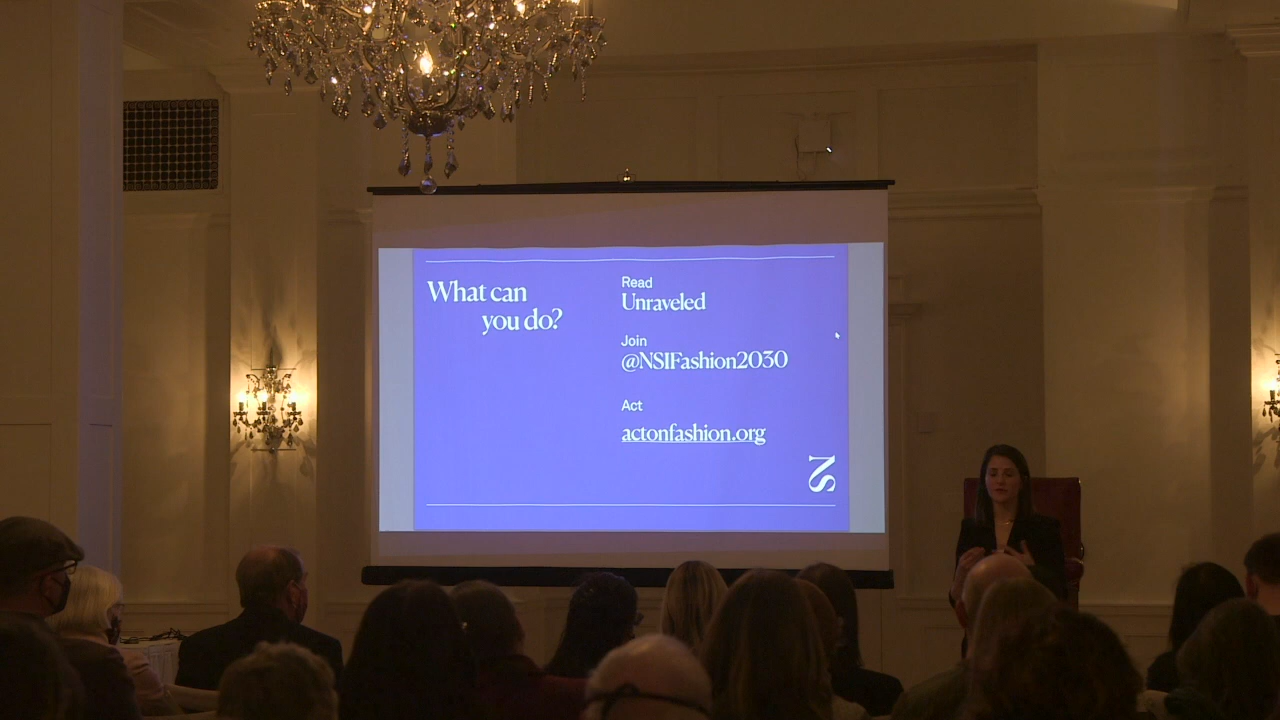 What can
you do?
Read
Unraveled
Join
@NSIFashion2030
Act
actonfashion.org
NS